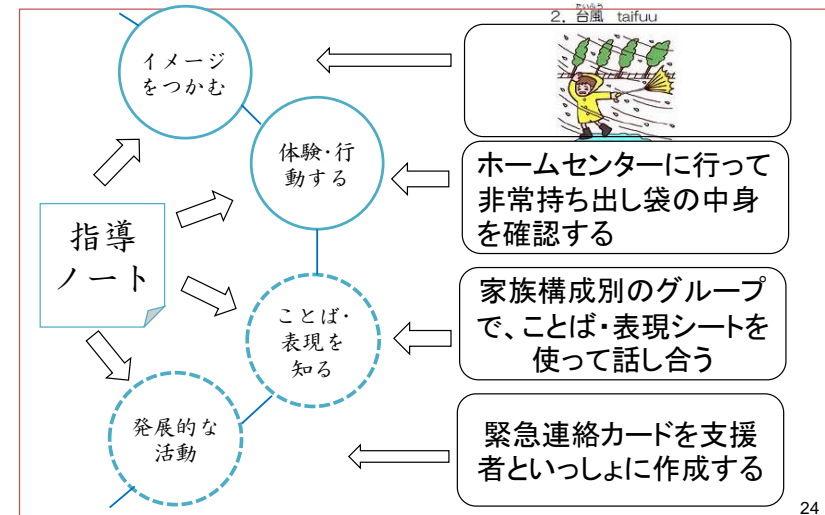 2. 台風 taifuu
たいふう
イメージ
をつかむ
体験・行
動する
ホームセンターに行って
非常持ち出し袋の中身
を確認する
指導
ノート
ことば・
表現を
知る
家族構成別のグループ
で、ことば・表現シートを
使って話し合う
発展的な
活動
緊急連絡カードを支援
者といっしょに作成する
24